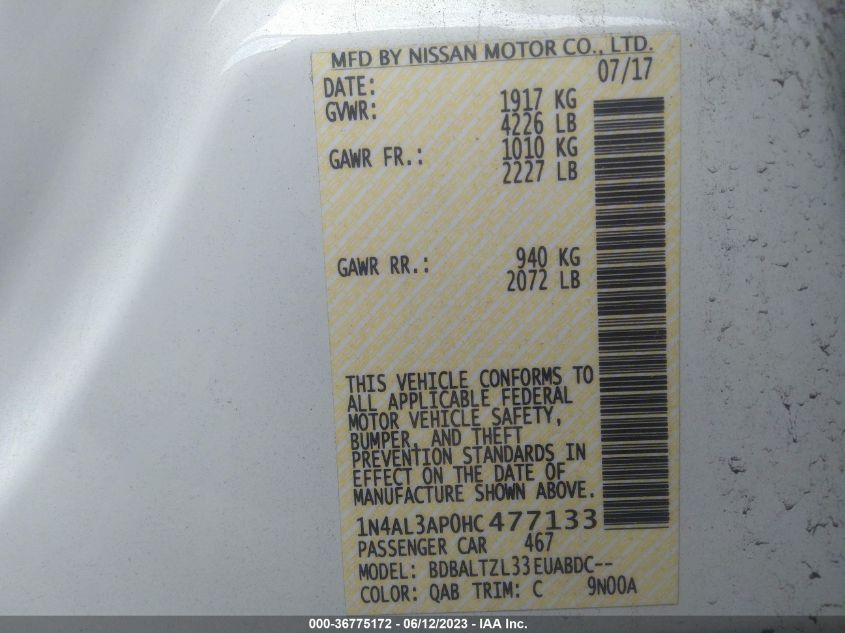 MFD BY NISSAN MOTOR CO., LTD.
DATE: 07/17
GVWR: 1917 KG
4226 LB
GAWR FR.: 1010 KG
2227 LB
GAWR RR.: 940 KG
2072 LB
THIS VEHICLE CONFORMS TO
ALL APPLICABLE FEDERAL
MOTOR VEHICLE SAFETY,
BUMPER, AND THEFT
PREVENTION STANDARDS IN
EFFECT ON THE DATE OF
MANUFACTURE SHOWN ABOVE.
1N4AL3AP0HC477133
PASSENGER CAR 467
MODEL: BDBALTZL33EUABDC--
COLOR: QAB TRIM: C 9N00A
000-36775172 - 06/12/2023 - IAA Inc.